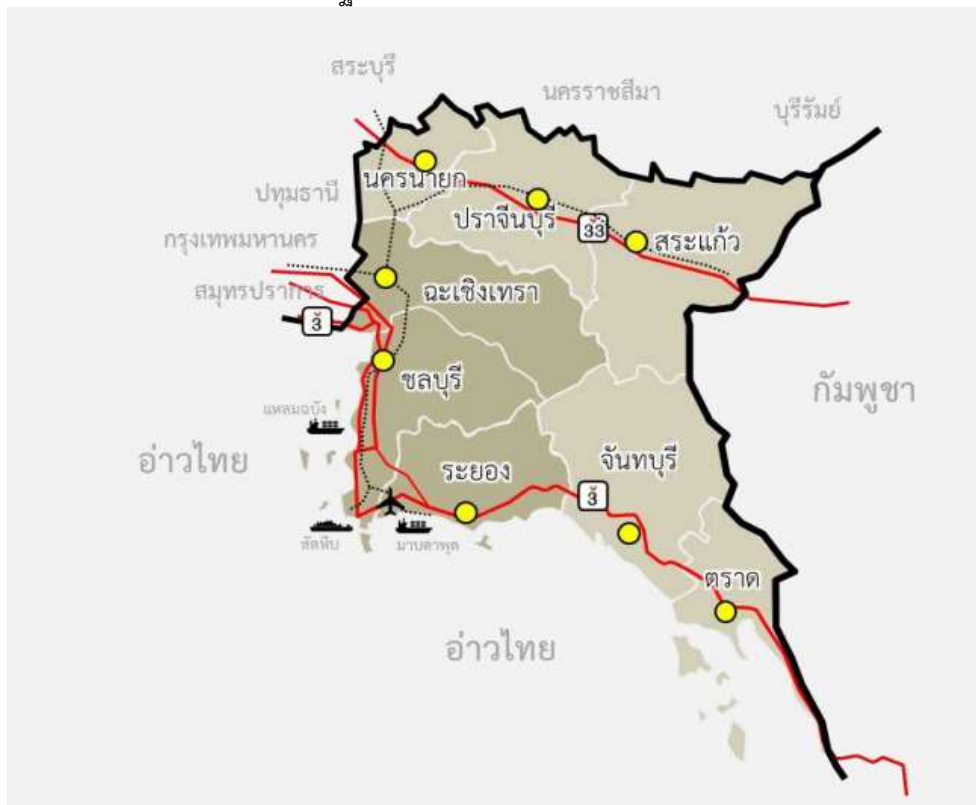 สระบุรี
นครราชสีมา
บุรีรัมย์
นครนายก
ปทุมธานี
ปราจีนบุรี
33
สระแก้ว
กรุงเทพมหานคร
ฉะเชิงเทรา
สมุทรปราการ
3
ชลบุรี
กัมพูชา
แหลมฉบัง
อ่าวไทย
ระยอง
จันทบุรี
3
สัตหีบ
มาบตาพุด
ตราด
อ่าวไทย